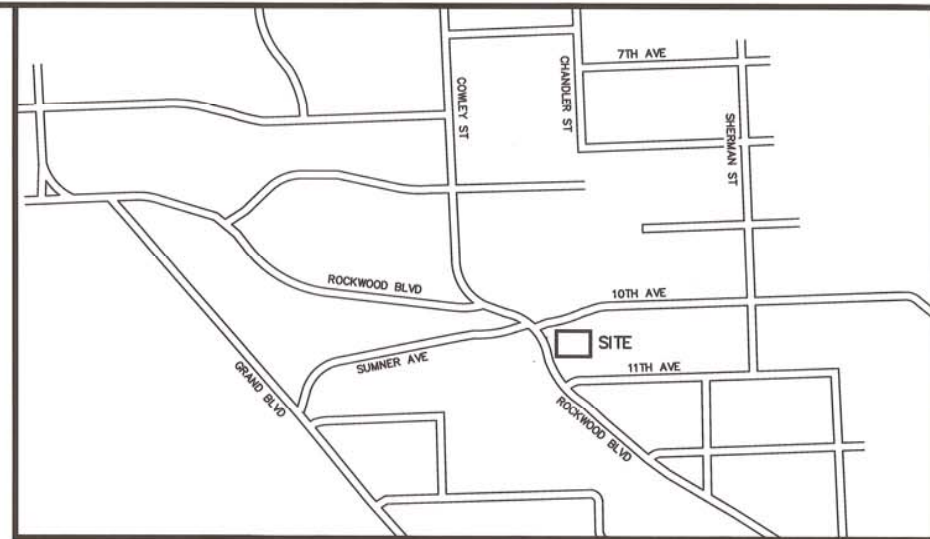 7TH AVE
COWLEY ST
CHANDLER ST
SHERMAN ST
ROCKWOOD BLVD
10TH AVE
SITE
SUMNER AVE
11TH AVE
GRAND BLVD
ROCKWOOD BLVD